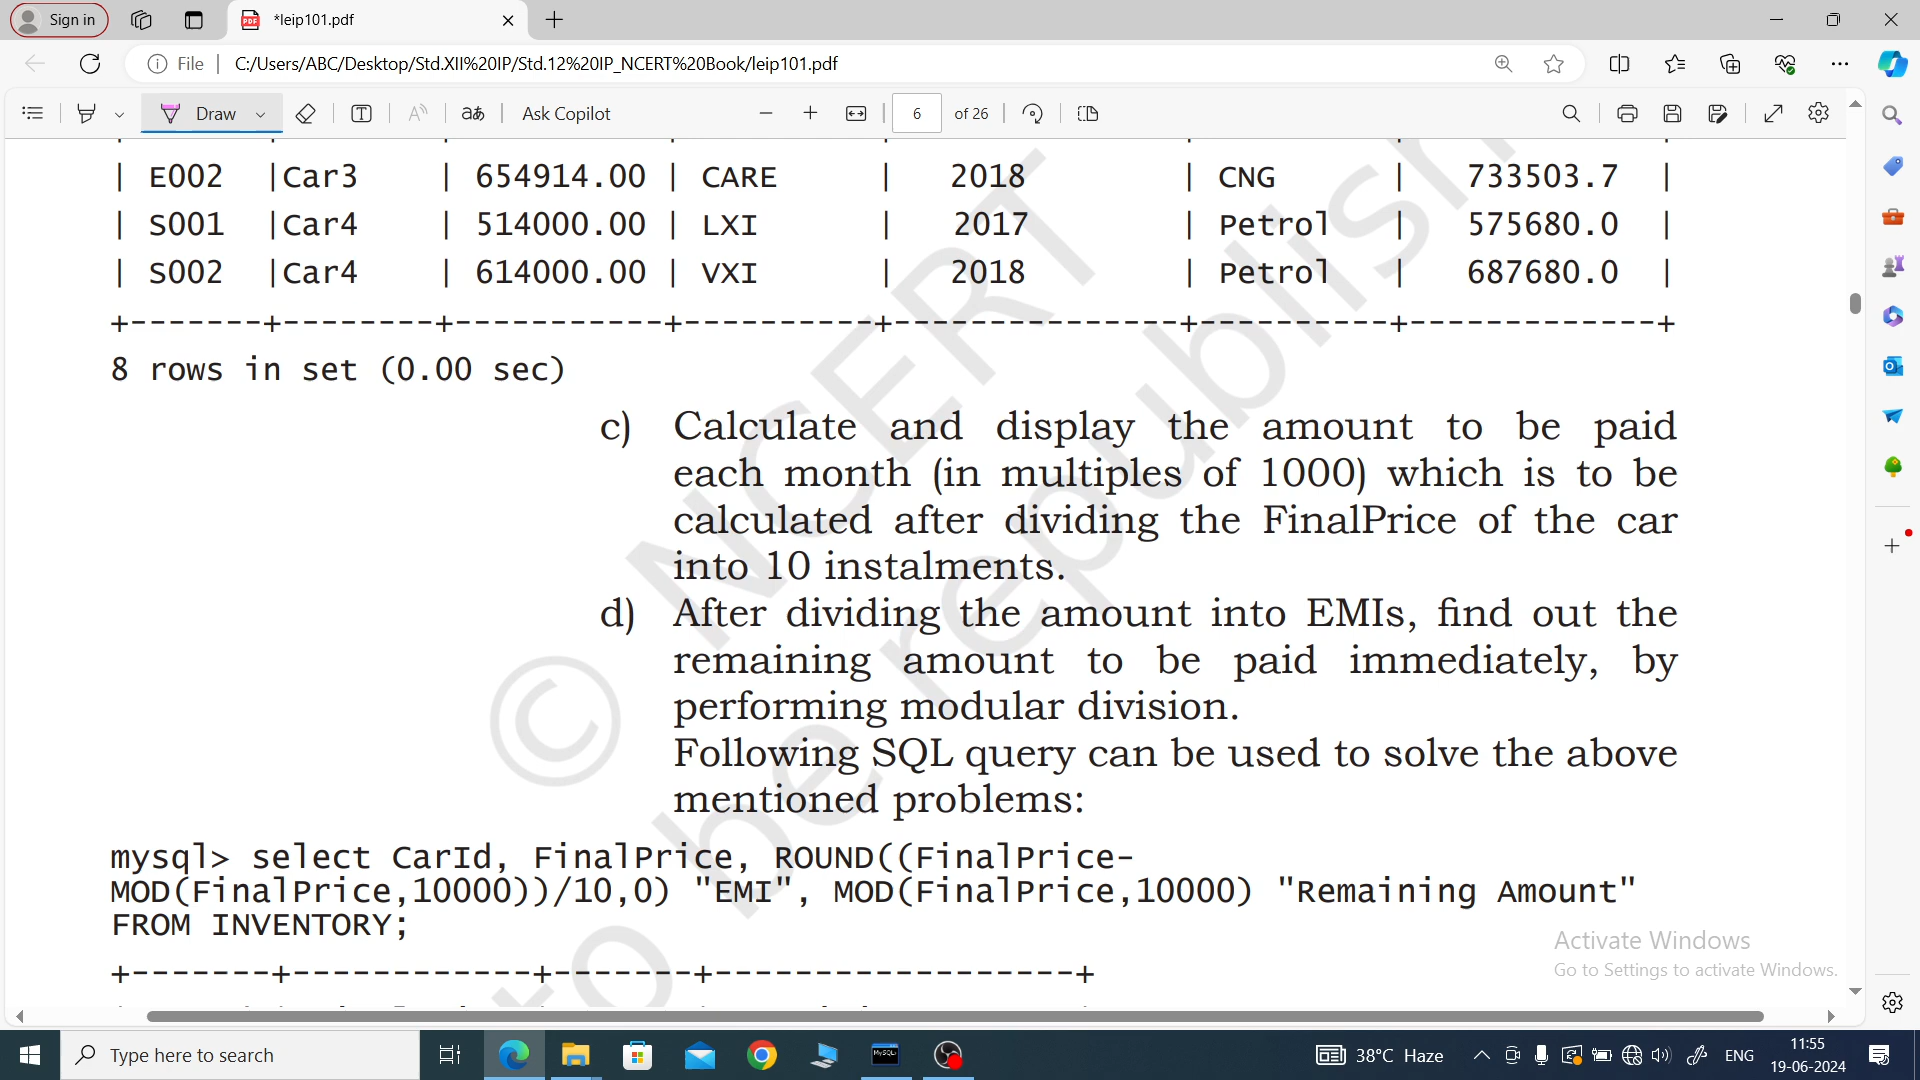 Sign in
*leip101.pdf
File
C:/Users/ABC/Desktop/Std.XII%20IP/Std.12%20IP_NCERT%20Book/leip101.pdf
Draw
Ask Copilot
6 of 26
| E002 |Car3 | 654914.00 | CARE | 2018 | CNG | 733503.7 |
| S001 |Car4 | 514000.00 | LXI | 2017 | Petrol | 575680.0 |
| S002 |Car4 | 614000.00 | VXI | 2018 | Petrol | 687680.0 |
+-------+--------+-----------+----------+---------------+----------+-------------+
8 rows in set (0.00 sec)
c) Calculate and display the amount to be paid
each month (in multiples of 1000) which is to be
calculated after dividing the FinalPrice of the car
into 10 instalments.
d) After dividing the amount into EMIs, find out the
remaining amount to be paid immediately, by
performing modular division.
Following SQL query can be used to solve the above
mentioned problems:
mysql> select CarId, FinalPrice, ROUND((FinalPrice-
MOD(FinalPrice,10000))/10,0) "EMI", MOD(FinalPrice,10000) "Remaining Amount"
FROM INVENTORY;
+-------+------------+-------+------------------+
© NCERT
to be republish
Activate Windows
Go to Settings to activate Windows.
Type here to search
38°C Haze
ENG
11:55
19-06-2024